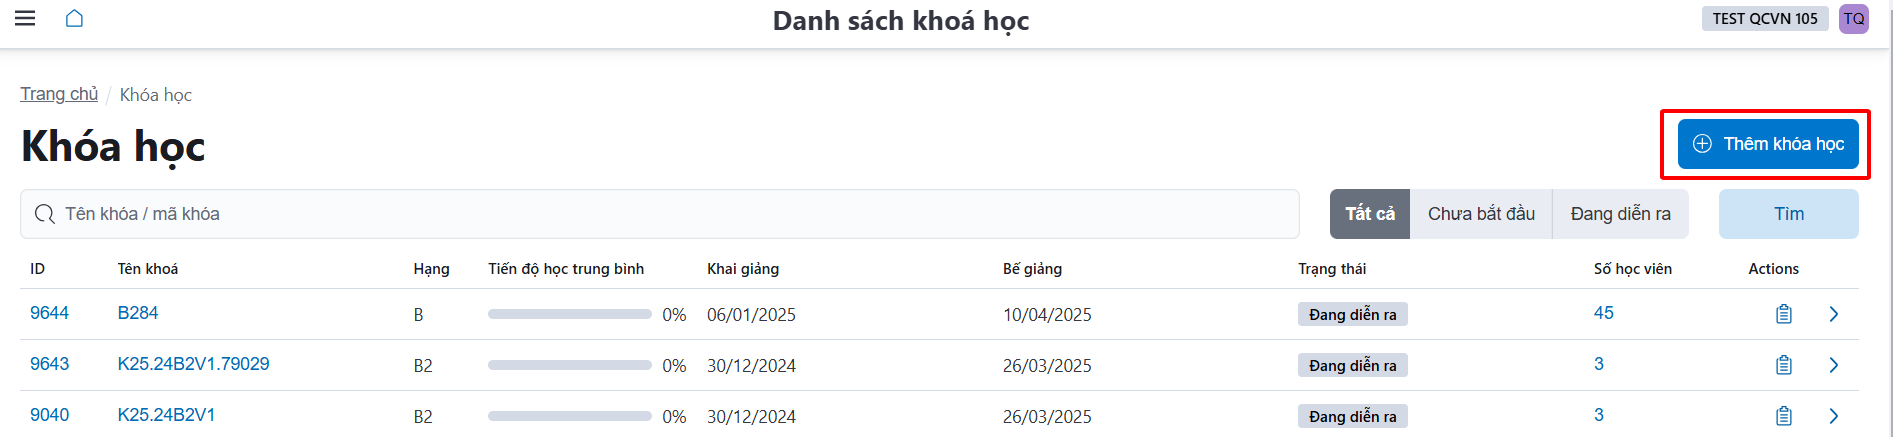 Danh sách khoá học
TEST QCVN 105 TQ
Trang chủ / Khóa học
Khóa học
Thêm khóa học
Tên khóa / mã khóa Tất cả Chưa bắt đầu Đang diễn ra Tìm
ID Tên khoá Hạng Tiến độ học trung bình Khai giảng Bế giảng Trạng thái Số học viên Actions
9644 B284 B 0% 06/01/2025 10/04/2025 Đang diễn ra 45
9643 K25.24B2V1.79029 B2 0% 30/12/2024 26/03/2025 Đang diễn ra 3
9040 K25.24B2V1 B2 0% 30/12/2024 26/03/2025 Đang diễn ra 3